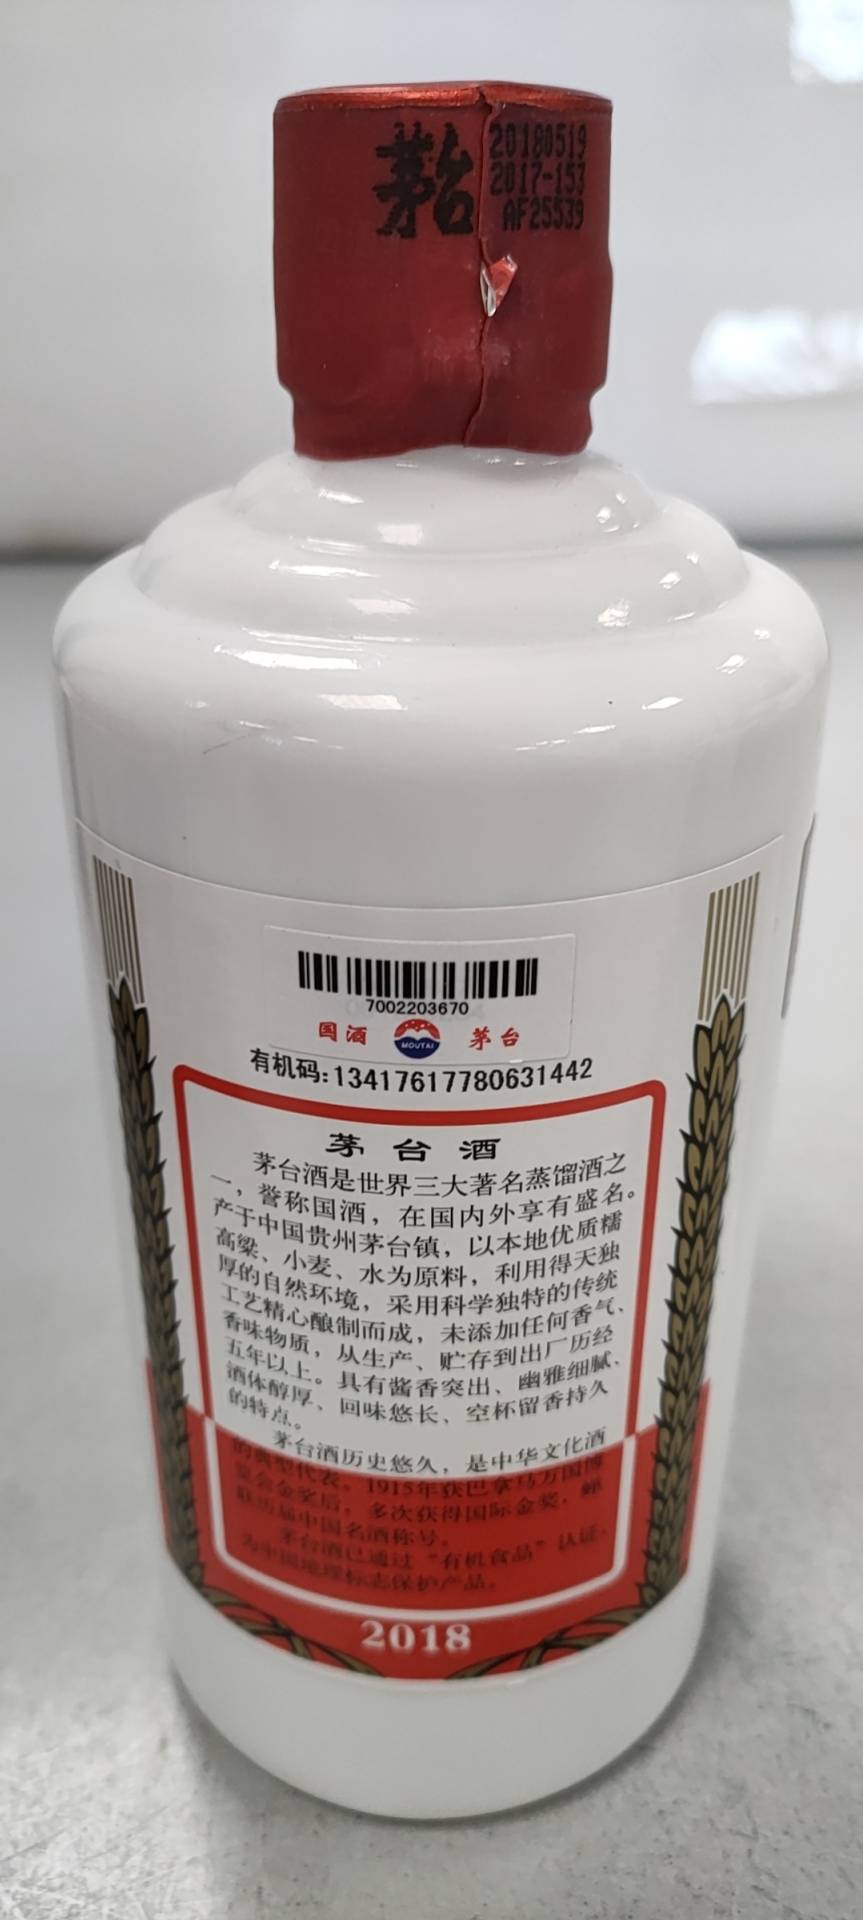 茅台
20180519
2017-153
AF25539
7002203670
国酒
MOUTAI
茅台
有机码:13417617780631442
茅台酒
茅台酒是世界三大著名蒸馏酒之
一，誉称国酒，在国内外享有盛名。
产于中国贵州茅台镇，以本地优质糯
高粱、小麦、水为原料，利用得天独
厚的自然环境，采用科学独特的传统
工艺精心酿制而成，未添加任何香气、
香味物质，从生产、贮存到出厂历经
五年以上。具有酱香突出、幽雅细腻、
酒体醇厚、回味悠长、空杯留香持久
的特点。
茅台酒历史悠久，是中华文化酒
的典型代表。1915年获巴拿马万国博
览会金奖后，多次获得国际金奖，蝉
联历届中国名酒称号。
茅台酒已通过“有机食品”认证，
为中国地理标志保护产品。
2018